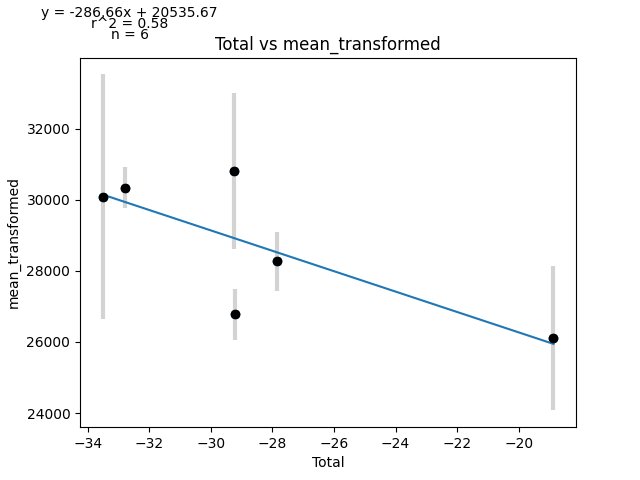 y = -286.66x + 20535.67
r^2 = 0.58
n = 6
Total vs mean_transformed
mean_transformed
32000
30000
28000
26000
24000
−34 −32 −30 −28 −26 −24 −22 −20
Total